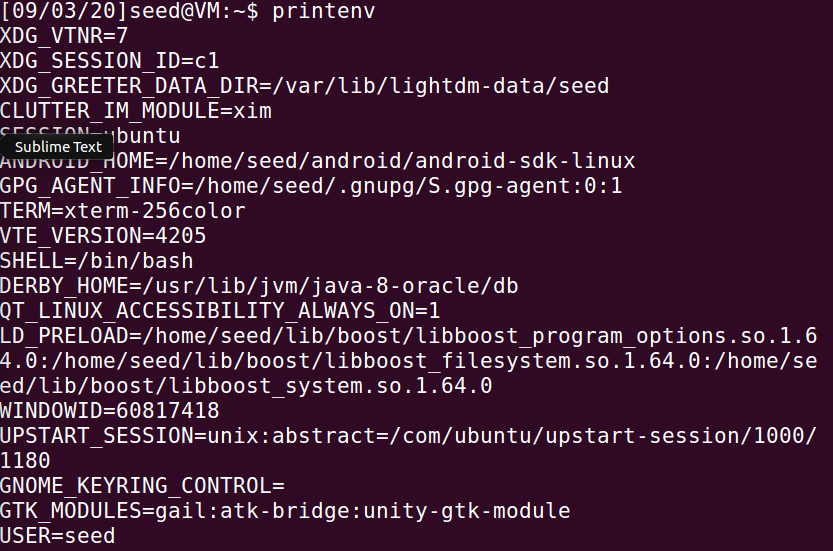 [09/03/20]seed@VM:~$ printenv
XDG_VTNR=7
XDG_SESSION_ID=c1
XDG_GREETER_DATA_DIR=/var/lib/lightdm-data/seed
CLUTTER_IM_MODULE=xim
SESSION=ubuntu
Sublime Text
ANDROID_HOME=/home/seed/android/android-sdk-linux
GPG_AGENT_INFO=/home/seed/.gnupg/S.gpg-agent:0:1
TERM=xterm-256color
VTE_VERSION=4205
SHELL=/bin/bash
DERBY_HOME=/usr/lib/jvm/java-8-oracle/db
QT_LINUX_ACCESSIBILITY_ALWAYS_ON=1
LD_PRELOAD=/home/seed/lib/boost/libboost_program_options.so.1.6
4.0:/home/seed/lib/boost/libboost_filesystem.so.1.64.0:/home/se
ed/lib/boost/libboost_system.so.1.64.0
WINDOWID=60817418
UPSTART_SESSION=unix:abstract=/com/ubuntu/upstart-session/1000/
1180
GNOME_KEYRING_CONTROL=
GTK_MODULES=gail:atk-bridge:unity-gtk-module
USER=seed